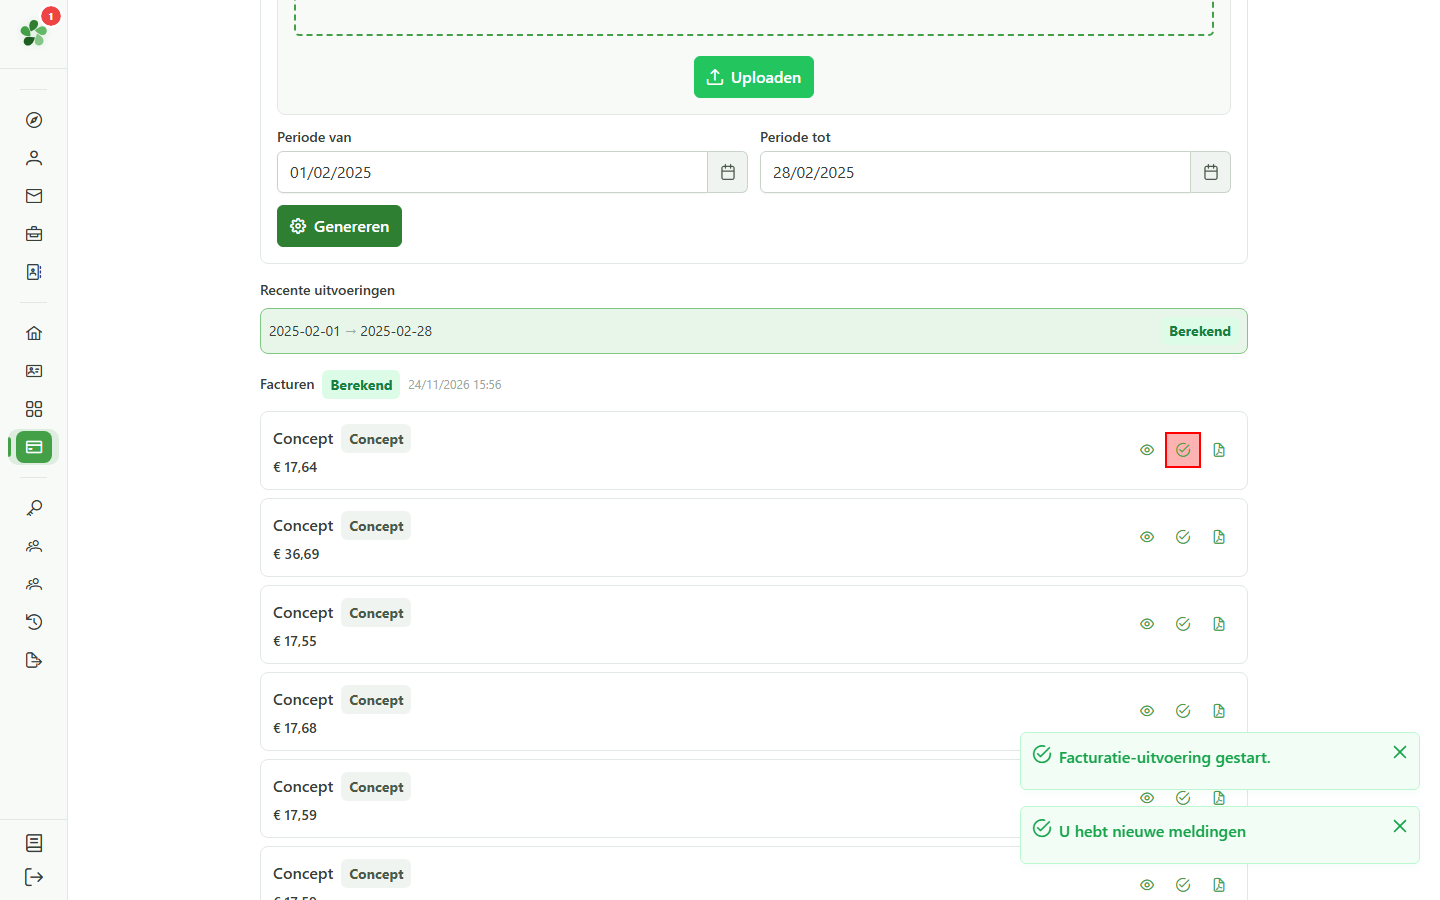 1
Uploaden
Periode van
Periode tot
01/02/2025
28/02/2025
Genereren
Recente uitvoeringen
2025-02-01 → 2025-02-28
Berekend
Facturen Berekend 24/11/2026 15:56
Concept Concept
€ 17,64
Concept Concept
€ 36,69
Concept Concept
€ 17,55
Concept Concept
€ 17,68
Facturatie-uitvoering gestart.
Concept Concept
€ 17,59
U hebt nieuwe meldingen
Concept Concept